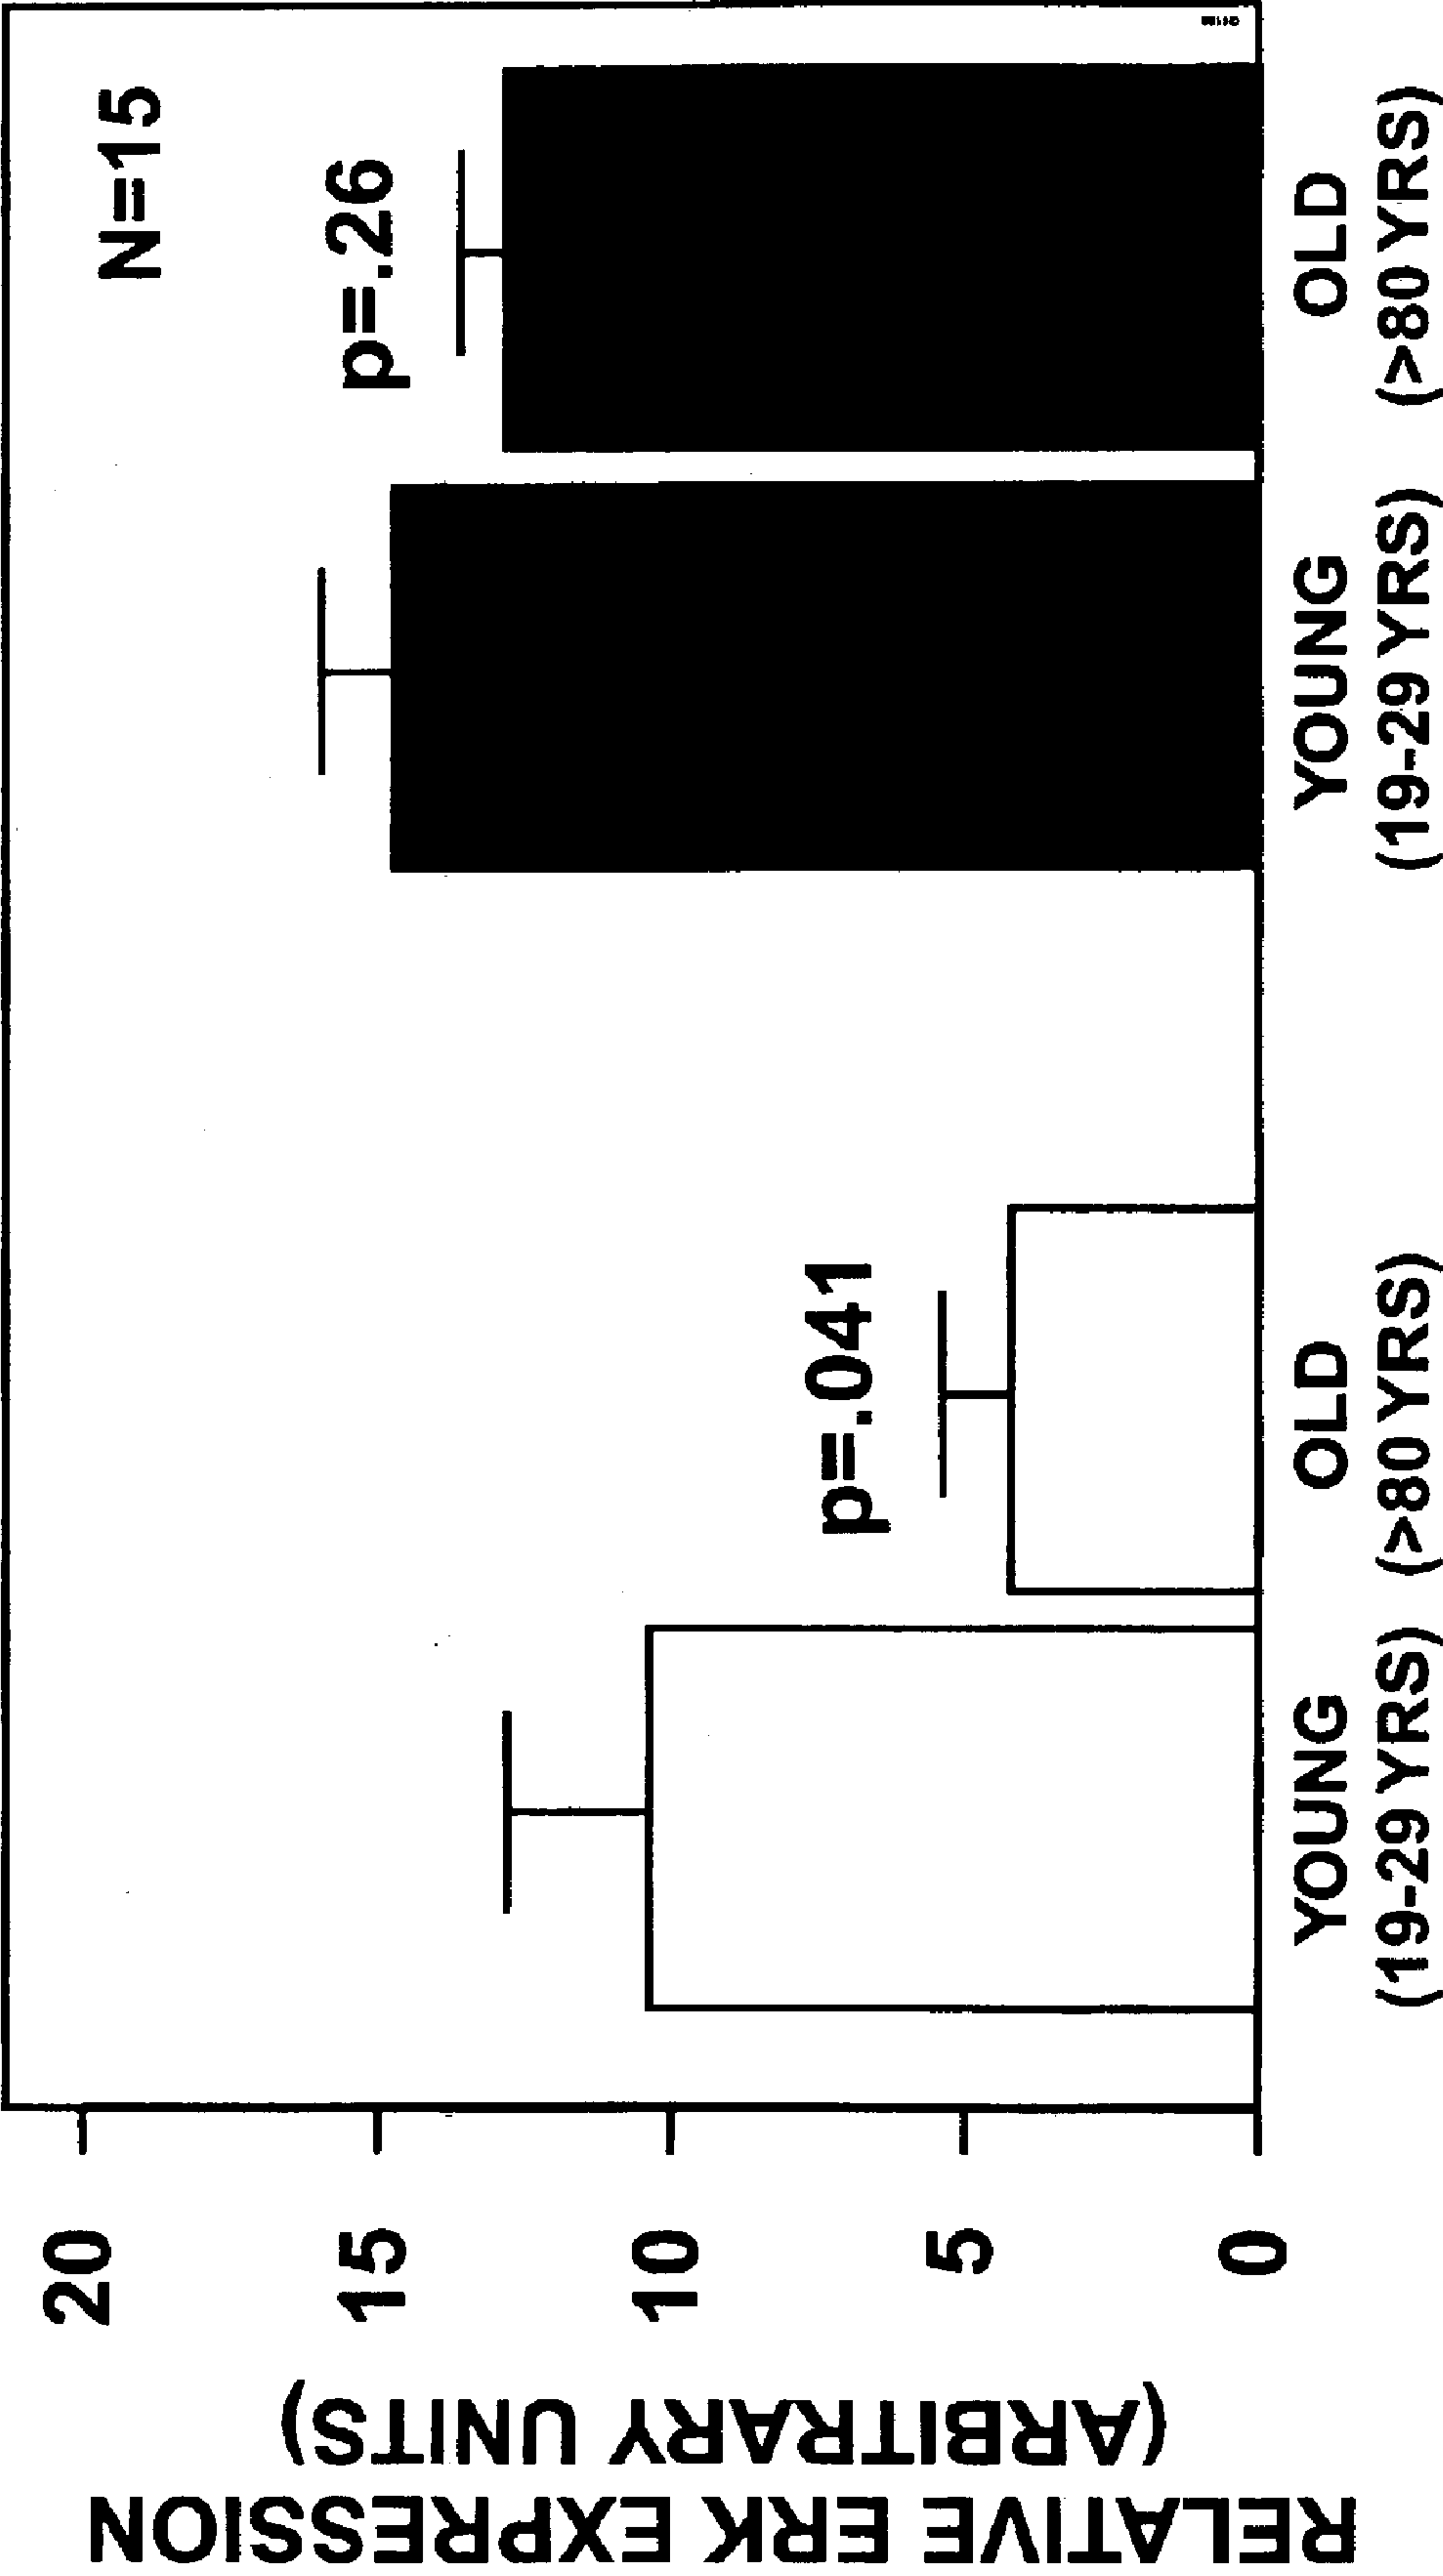 RELATIVE ERK EXPRESSION
(ARBITRARY UNITS)
20
15
10
5
0
N=15
p=.26
p=.041
YOUNG
(19-29 YRS)
OLD
(>80 YRS)
YOUNG
(19-29 YRS)
OLD
(>80 YRS)